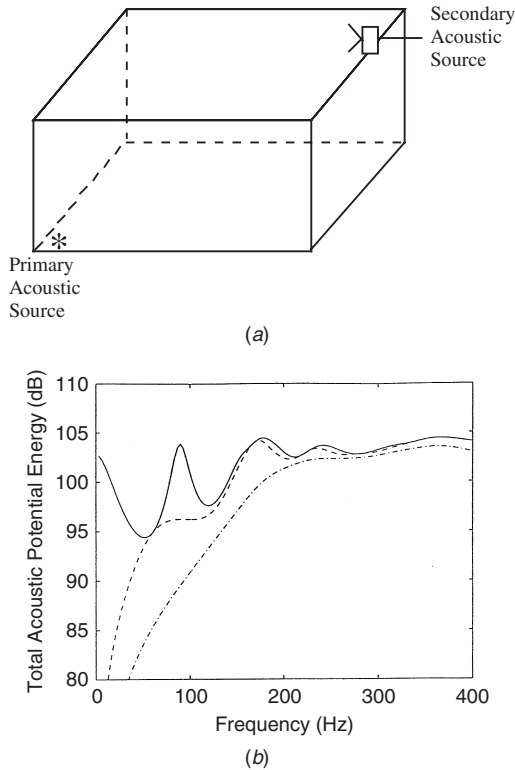 Secondary
Acoustic
Source
Primary
Acoustic
Source
(a)
Total Acoustic Potential Energy (dB)
110
105
100
95
90
85
80
0
100
200
300
400
Frequency (Hz)
(b)